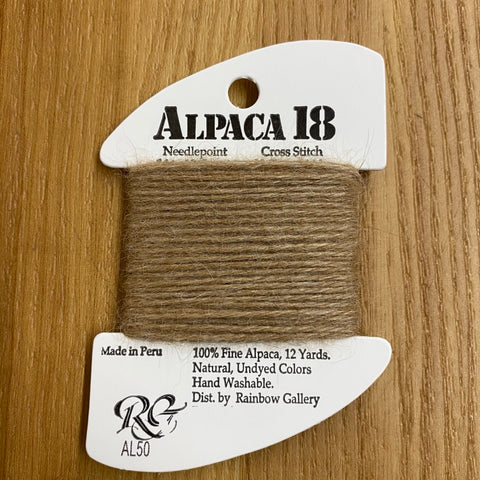 ALPACA 18
Needlepoint Cross Stitch
Made in Peru
100% Fine Alpaca, 12 Yards.
Natural, Undyed Colors
Hand Washable.
Dist. by Rainbow Gallery
RG
AL50